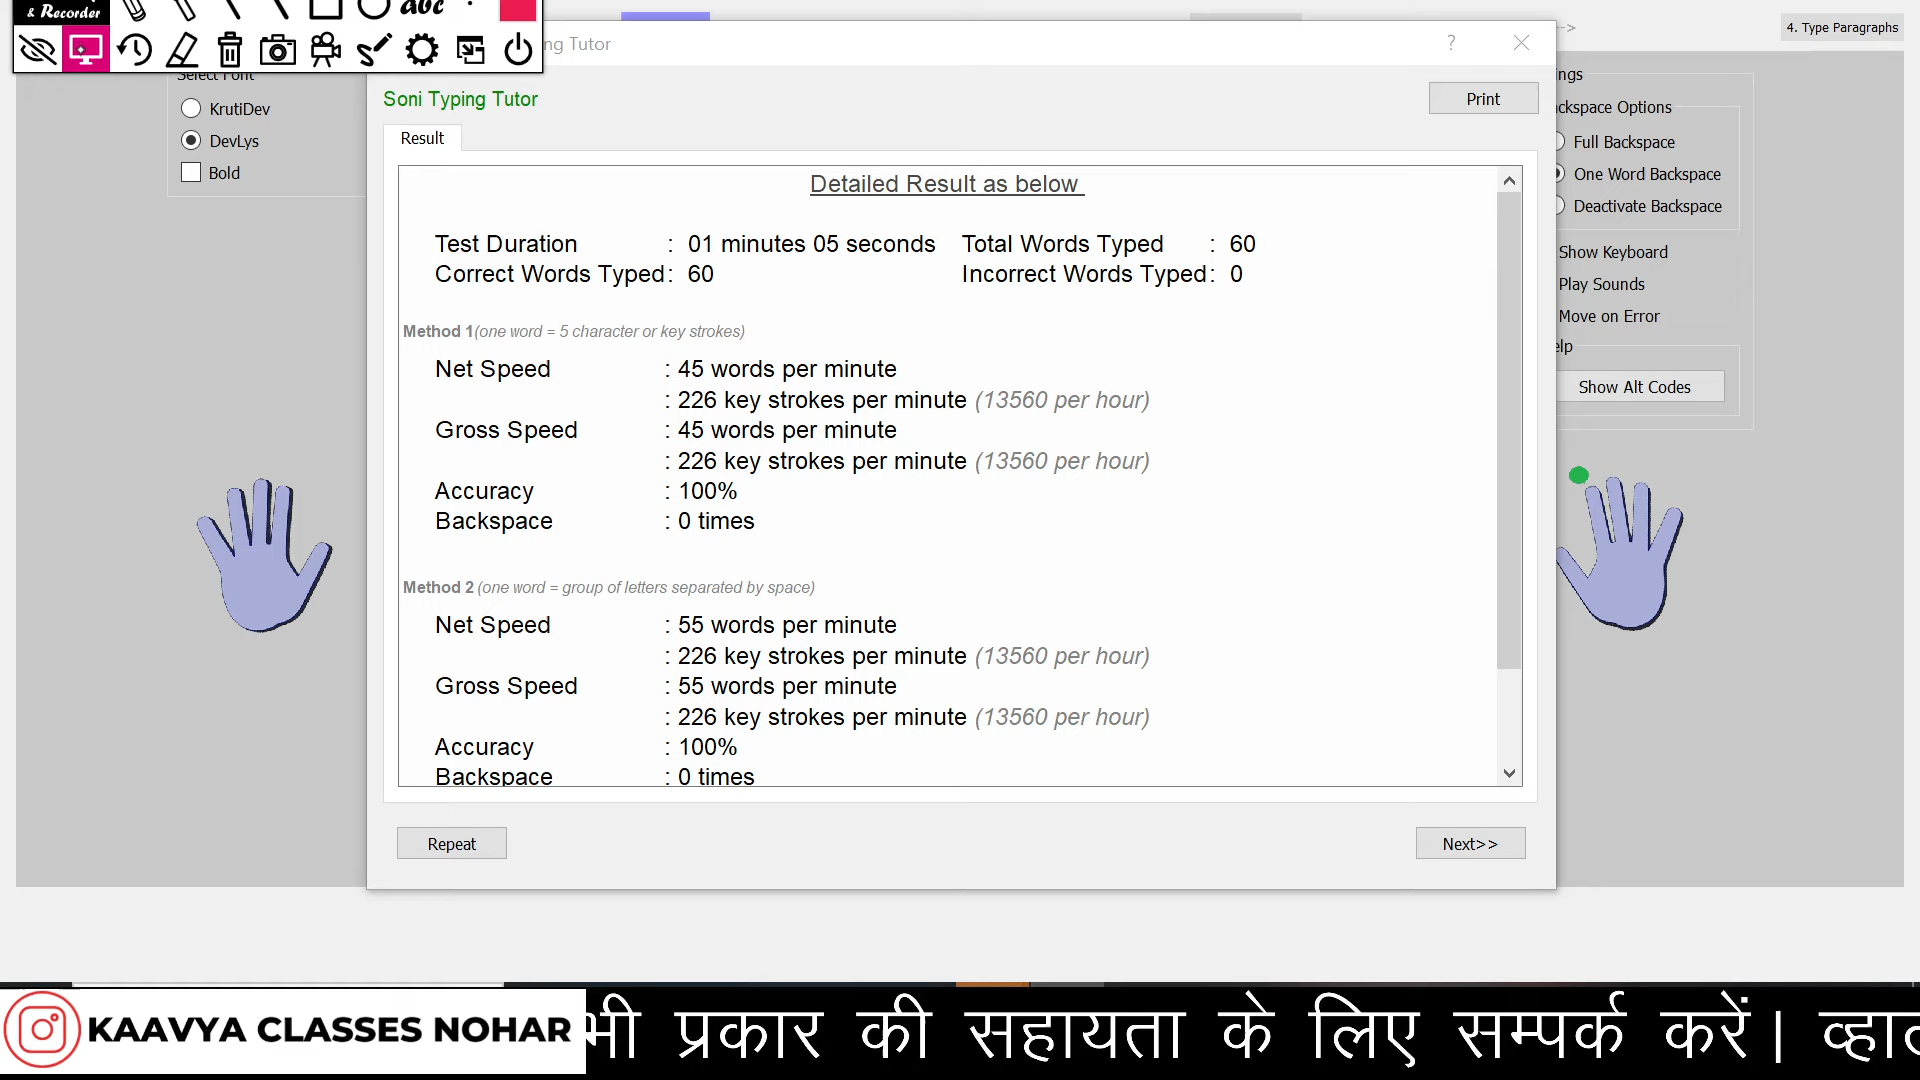 & Recorder
abc
ng Tutor
-->
4. Type Paragraphs
Select Font
KrutiDev
DevLys
Bold
Soni Typing Tutor
Print
Result
Detailed Result as below
Test Duration : 01 minutes 05 seconds Total Words Typed : 60
Correct Words Typed : 60 Incorrect Words Typed : 0
Method 1(one word = 5 character or key strokes)
Net Speed : 45 words per minute
: 226 key strokes per minute (13560 per hour)
Gross Speed : 45 words per minute
: 226 key strokes per minute (13560 per hour)
Accuracy : 100%
Backspace : 0 times
Method 2 (one word = group of letters separated by space)
Net Speed : 55 words per minute
: 226 key strokes per minute (13560 per hour)
Gross Speed : 55 words per minute
: 226 key strokes per minute (13560 per hour)
Accuracy : 100%
Backspace : 0 times
Repeat
Next>>
ings
ckspace Options
Full Backspace
One Word Backspace
Deactivate Backspace
Show Keyboard
Play Sounds
Move on Error
elp
Show Alt Codes
KAAVYA CLASSES NOHAR
भी प्रकार की सहायता के लिए सम्पर्क करें| व्हाट